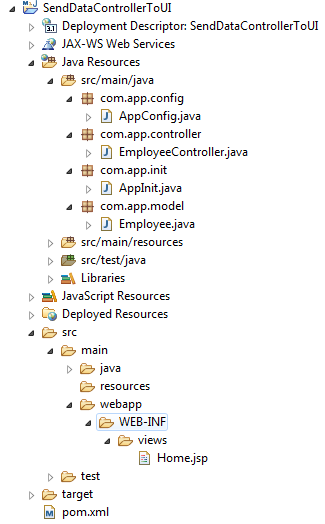 SendDataControllerToUI
3.1 Deployment Descriptor: SendDataControllerToUI
JAX-WS Web Services
Java Resources
src/main/java
com.app.config
AppConfig.java
com.app.controller
EmployeeController.java
com.app.init
AppInit.java
com.app.model
Employee.java
src/main/resources
src/test/java
Libraries
JavaScript Resources
Deployed Resources
src
main
java
resources
webapp
WEB-INF
views
Home.jsp
test
target
pom.xml